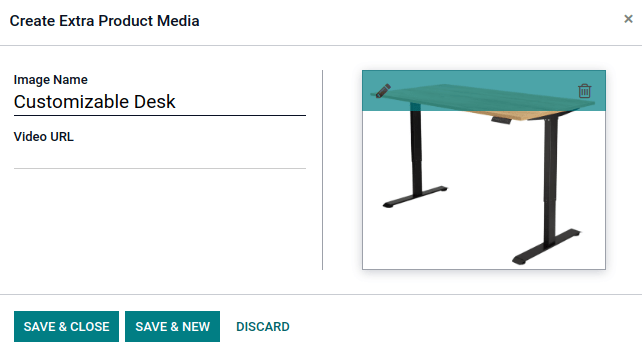 Create Extra Product Media
×
Image Name
Customizable Desk
Video URL
SAVE & CLOSE SAVE & NEW DISCARD